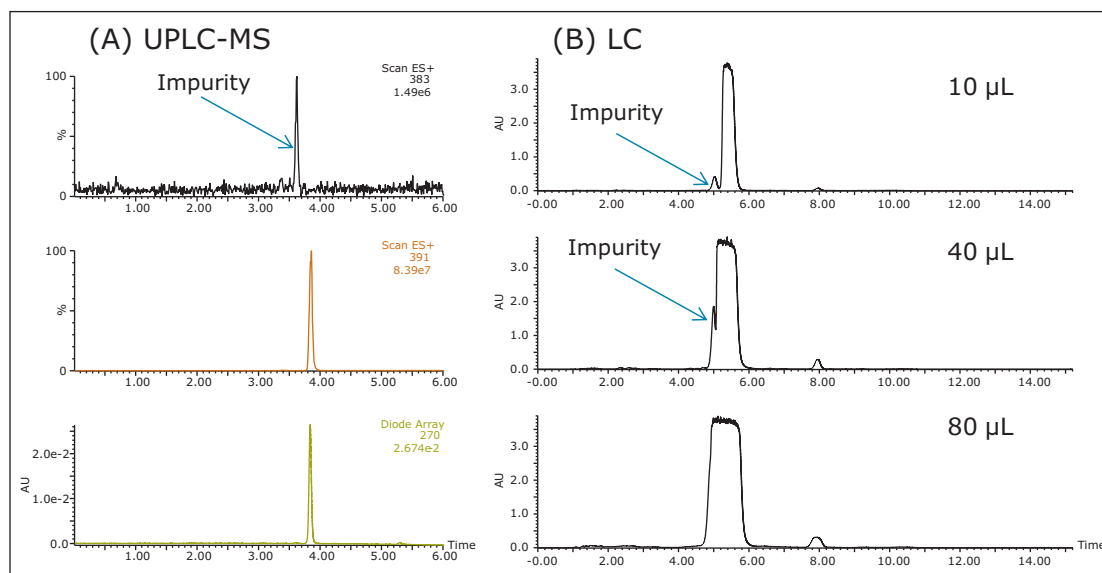 (A) UPLC-MS
Impurity
Scan ES+
383
1.49e6
100
%
0
1.00 2.00 3.00 4.00 5.00 6.00
Scan ES+
391
8.39e7
100
%
0
1.00 2.00 3.00 4.00 5.00 6.00
Diode Array
270
2.674e-2
2.0e-2
AU
1.0e-2
0.0
1.00 2.00 3.00 4.00 5.00 6.00
Time
(B) LC
10 µL
Impurity
3.0
2.0
AU
1.0
0.0
-0.00 2.00 4.00 6.00 8.00 10.00 12.00 14.00
40 µL
Impurity
3.0
2.0
AU
1.0
0.0
-0.00 2.00 4.00 6.00 8.00 10.00 12.00 14.00
80 µL
3.0
2.0
AU
1.0
0.0
-0.00 2.00 4.00 6.00 8.00 10.00 12.00 14.00
Time